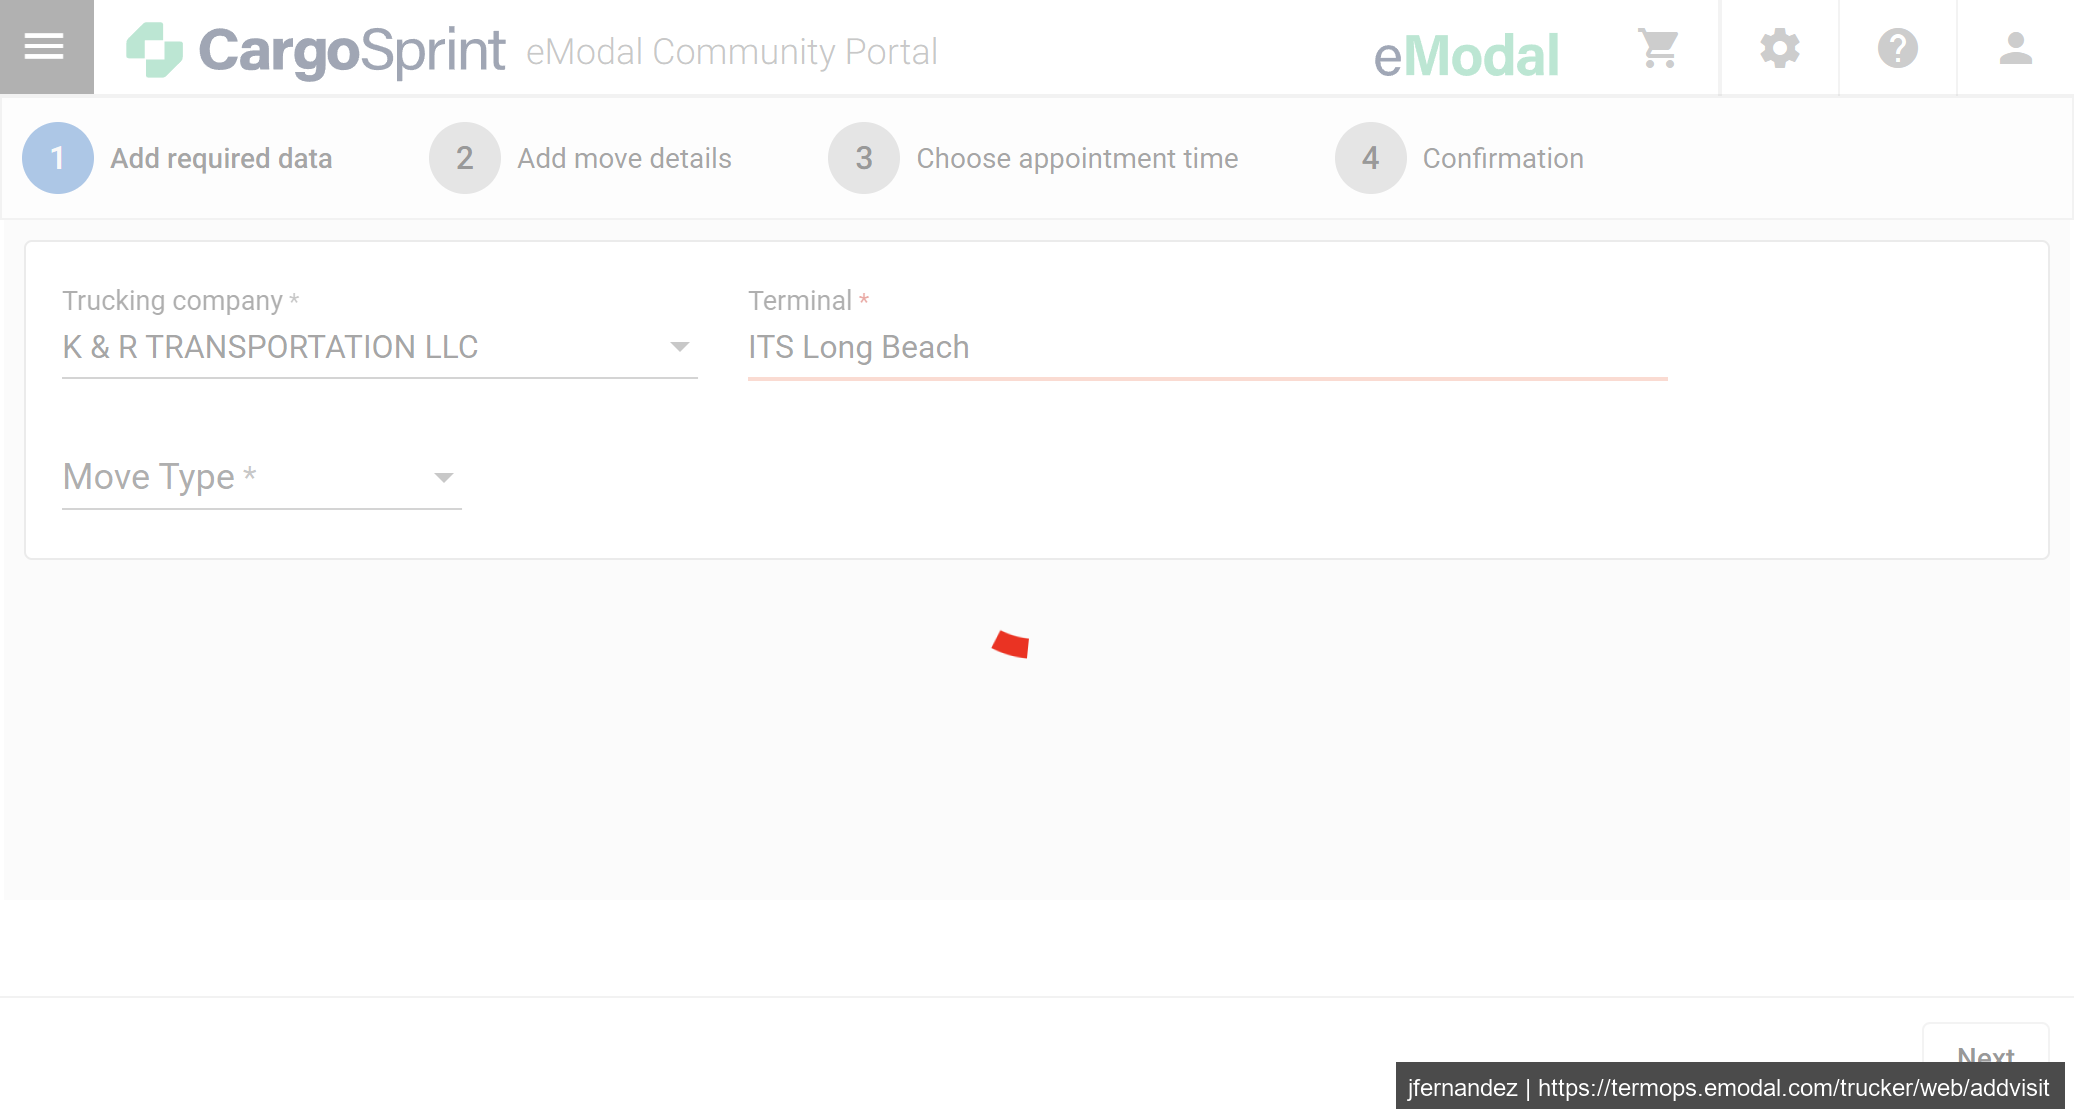 CargoSprint eModal Community Portal
eModal
?
1 Add required data
2 Add move details
3 Choose appointment time
4 Confirmation
Trucking company *
K & R TRANSPORTATION LLC
Terminal *
ITS Long Beach
Move Type *
Next
jfernandez | https://termops.emodal.com/trucker/web/addvisit